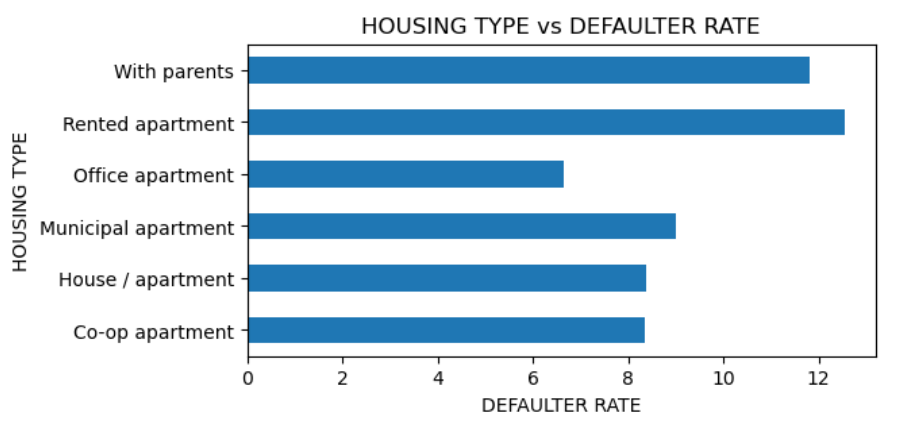 HOUSING TYPE vs DEFAULTER RATE
HOUSING TYPE
With parents
Rented apartment
Office apartment
Municipal apartment
House / apartment
Co-op apartment
0 2 4 6 8 10 12
DEFAULTER RATE